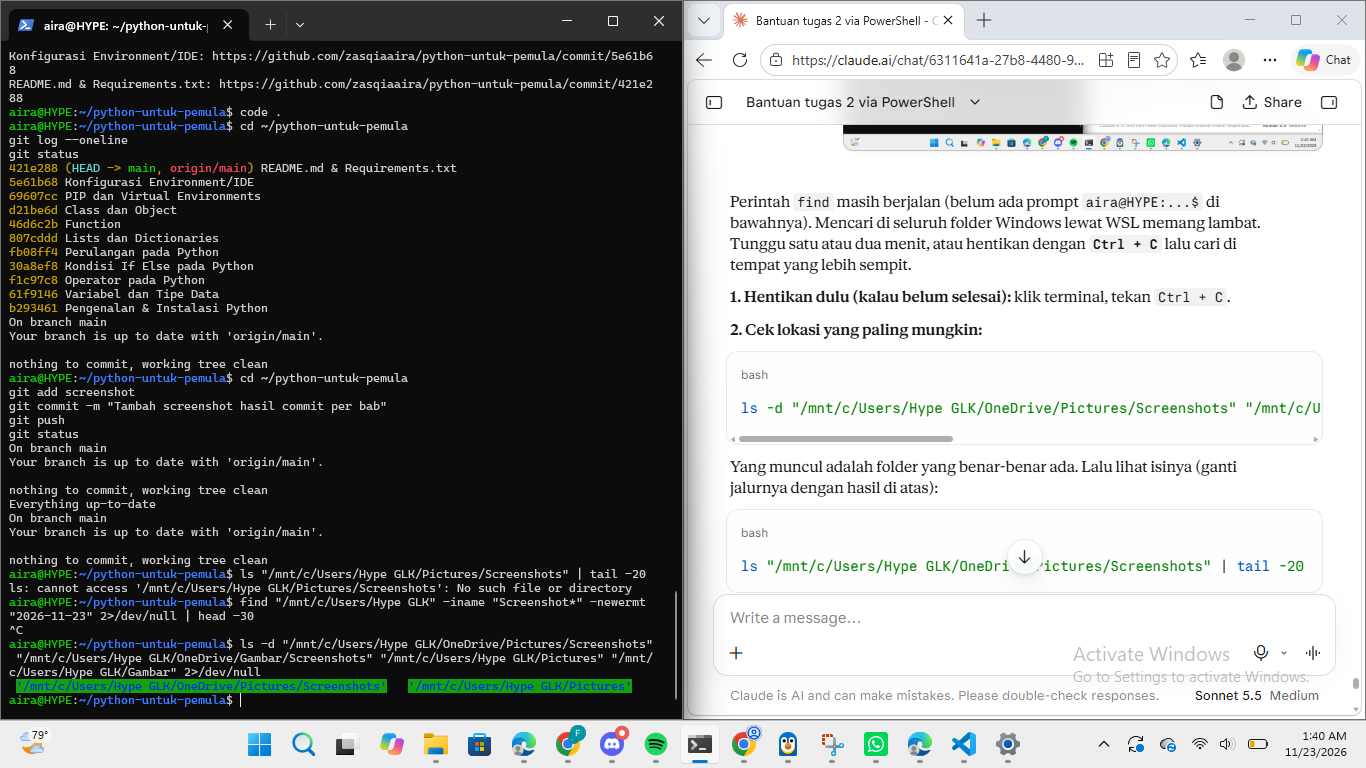 aira@HYPE: ~/python-untuk-
Konfigurasi Environment/IDE: https://github.com/zasqiaaira/python-untuk-pemula/commit/5e61b6
8
README.md & Requirements.txt: https://github.com/zasqiaaira/python-untuk-pemula/commit/421e2
88
aira@HYPE:~/python-untuk-pemula$ code .
aira@HYPE:~/python-untuk-pemula$ cd ~/python-untuk-pemula
git log --oneline
git status
421e288 (HEAD -> main, origin/main) README.md & Requirements.txt
5e61b68 Konfigurasi Environment/IDE
69607cc PIP dan Virtual Environments
d21be6d Class dan Object
46d6c2b Function
807cddd Lists dan Dictionaries
fb08ff4 Perulangan pada Python
30a8ef8 Kondisi If Else pada Python
f1c97c8 Operator pada Python
61f9146 Variabel dan Tipe Data
b293461 Pengenalan & Instalasi Python
On branch main
Your branch is up to date with 'origin/main'.
nothing to commit, working tree clean
aira@HYPE:~/python-untuk-pemula$ cd ~/python-untuk-pemula
git add screenshot
git commit -m "Tambah screenshot hasil commit per bab"
git push
git status
On branch main
Your branch is up to date with 'origin/main'.
nothing to commit, working tree clean
Everything up-to-date
On branch main
Your branch is up to date with 'origin/main'.
nothing to commit, working tree clean
aira@HYPE:~/python-untuk-pemula$ ls "/mnt/c/Users/Hype GLK/Pictures/Screenshots" | tail -20
ls: cannot access '/mnt/c/Users/Hype GLK/Pictures/Screenshots': No such file or directory
aira@HYPE:~/python-untuk-pemula$ find "/mnt/c/Users/Hype GLK" -iname "Screenshot*" -newermt
"2026-11-23" 2>/dev/null | head -30
^C
aira@HYPE:~/python-untuk-pemula$ ls -d "/mnt/c/Users/Hype GLK/OneDrive/Pictures/Screenshots"
"/mnt/c/Users/Hype GLK/OneDrive/Gambar/Screenshots" "/mnt/c/Users/Hype GLK/Pictures" "/mnt/
c/Users/Hype GLK/Gambar" 2>/dev/null
'/mnt/c/Users/Hype GLK/OneDrive/Pictures/Screenshots' '/mnt/c/Users/Hype GLK/Pictures'
aira@HYPE:~/python-untuk-pemula$
Bantuan tugas 2 via PowerShell - C
https://claude.ai/chat/6311641a-27b8-4480-9...
Chat
Bantuan tugas 2 via PowerShell
Share
Perintah find masih berjalan (belum ada prompt aira@HYPE:...$ di
bawahnya). Mencari di seluruh folder Windows lewat WSL memang lambat.
Tunggu satu atau dua menit, atau hentikan dengan Ctrl + C lalu cari di
tempat yang lebih sempit.
1. Hentikan dulu (kalau belum selesai): klik terminal, tekan Ctrl + C.
2. Cek lokasi yang paling mungkin:
bash
ls -d "/mnt/c/Users/Hype GLK/OneDrive/Pictures/Screenshots" "/mnt/c/U
Yang muncul adalah folder yang benar-benar ada. Lalu lihat isinya (ganti
jalurnya dengan hasil di atas):
bash
ls "/mnt/c/Users/Hype GLK/OneDri Pictures/Screenshots" | tail -20
Write a message...
Activate Windows
Go to Settings to activate Windows.
Claude is AI and can make mistakes. Please double-check responses.
Sonnet 5.5 Medium
79°
F
1:40 AM
11/23/2026